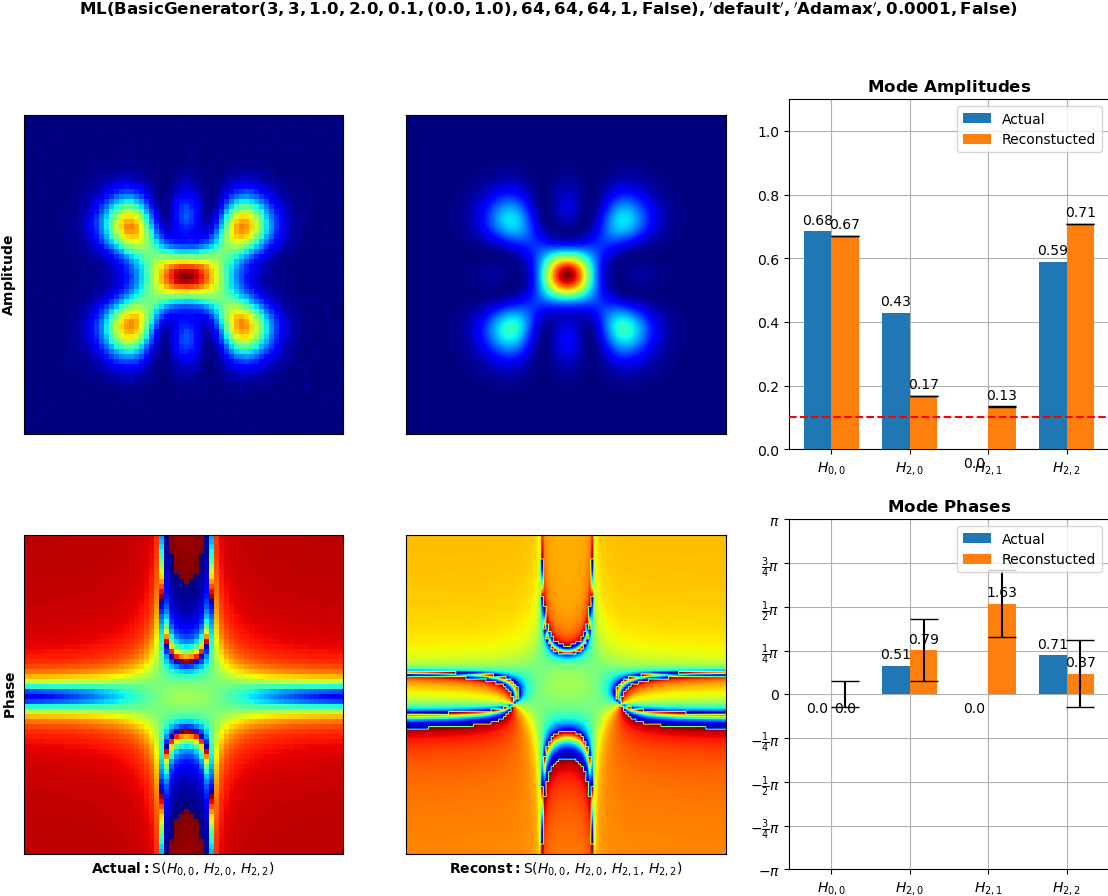 ML(BasicGenerator(3, 3, 1.0, 2.0, 0.1, (0.0, 1.0), 64, 64, 64, 1, False), ′default′, ′Adamax′, 0.0001, False)
Amplitude
Mode Amplitudes
Actual
Reconstucted
1.0
0.8
0.6
0.4
0.2
0.0
0.68
0.67
0.43
0.17
0.0
0.13
0.59
0.71
H0,0
H2,0
H2,1
H2,2
Phase
Actual: S(H0,0, H2,0, H2,2)
Reconst: S(H0,0, H2,0, H2,1, H2,2)
Mode Phases
Actual
Reconstucted
π
3/4π
1/2π
1/4π
0
−1/4π
−1/2π
−3/4π
−π
0.0
0.0
0.51
0.79
0.0
1.63
0.71
0.37
H0,0
H2,0
H2,1
H2,2